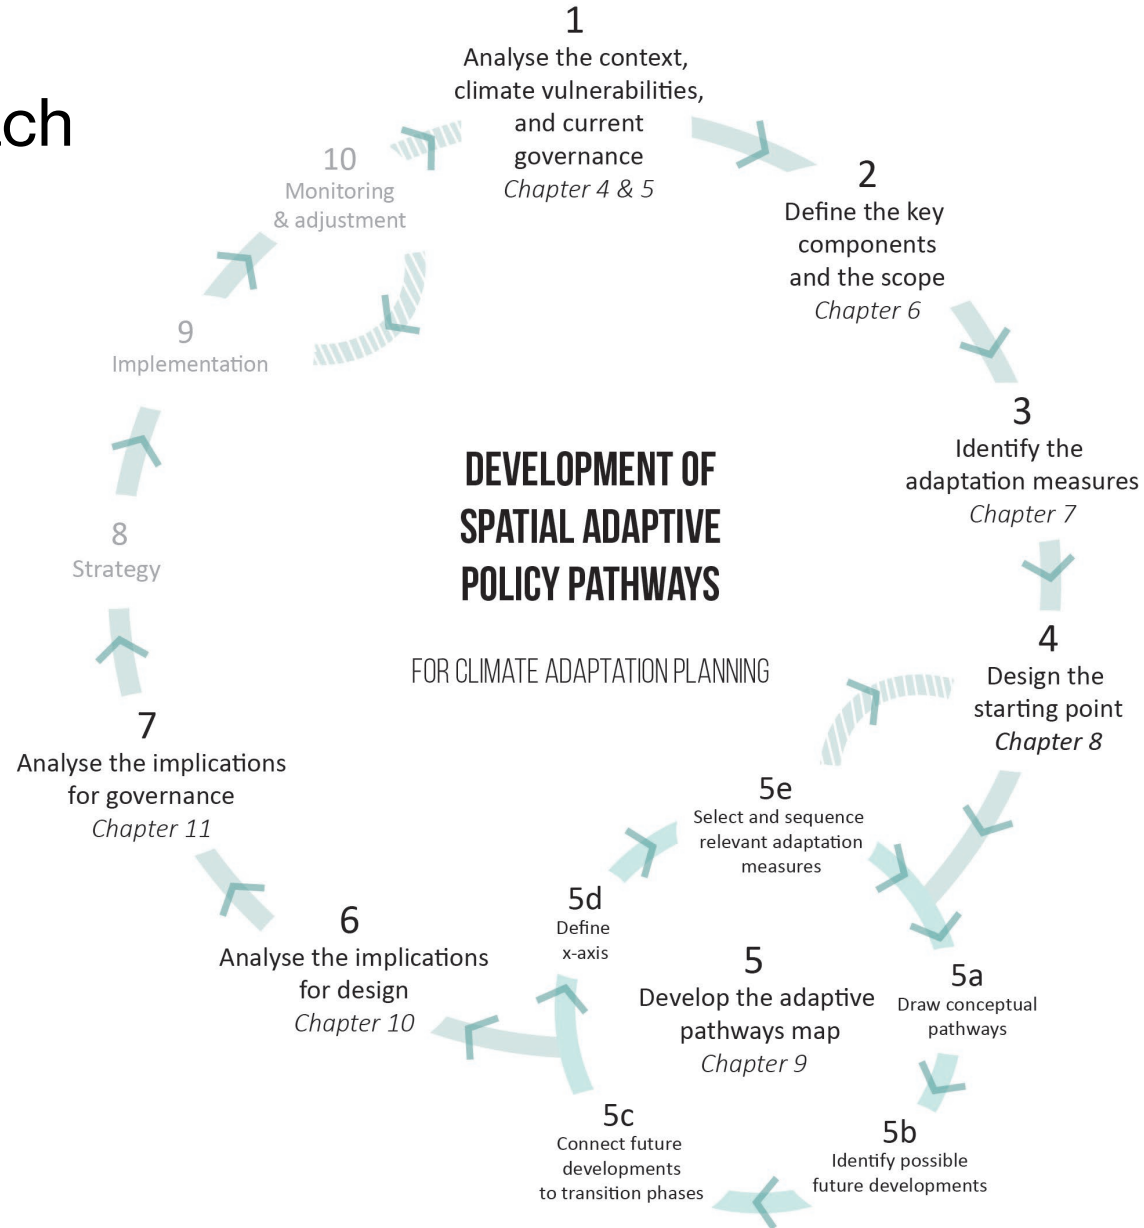 1
Analyse the context,
climate vulnerabilities,
and current
governance
Chapter 4 & 5
2
Define the key
components
and the scope
Chapter 6
3
Identify the
adaptation measures
Chapter 7
4
Design the
starting point
Chapter 8
5
Develop the adaptive
pathways map
Chapter 9
5a
Draw conceptual
pathways
5b
Identify possible
future developments
5c
Connect future
developments
to transition phases
5d
Define
x-axis
5e
Select and sequence
relevant adaptation
measures
6
Analyse the implications
for design
Chapter 10
7
Analyse the implications
for governance
Chapter 11
8
Strategy
9
Implementation
10
Monitoring
& adjustment
DEVELOPMENT OF
SPATIAL ADAPTIVE
POLICY PATHWAYS
FOR CLIMATE ADAPTATION PLANNING